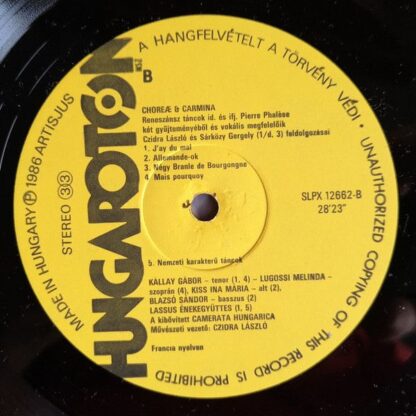 A HANGFELVÉTELT A TÖRVÉNY VÉDI · UNAUTHORIZED COPYING OF THIS RECORD IS PROHIBITED
MADE IN HUNGARY Ⓟ 1986 ARTISJUS
STEREO 33
HUNGAROTON
MSZ
B
CHOREÆ & CARMINA
Reneszánsz táncok id. és ifj. Pierre Phalèse
két gyűjteményéből és vokális megfelelőik
Czidra László és Sárközy Gergely (1/d. 3) feldolgozásai
1. J'ay du mal
2. Allemande-ok
3. Négy Branle de Bourgongne
4. Mais pourquoy
SLPX 12662-B
28'23"
5. Nemzeti karakterű táncok
KÁLLAY GÁBOR - tenor (1, 4) - LUGOSSI MELINDA -
szoprán (4), KISS INA MÁRIA - alt (2),
BLAZSÓ SÁNDOR - basszus (2)
LASSUS ÉNEKEGYÜTTES (1, 5)
A kibővített CAMERATA HUNGARICA
Művészeti vezető: CZIDRA LÁSZLÓ
Francia nyelven